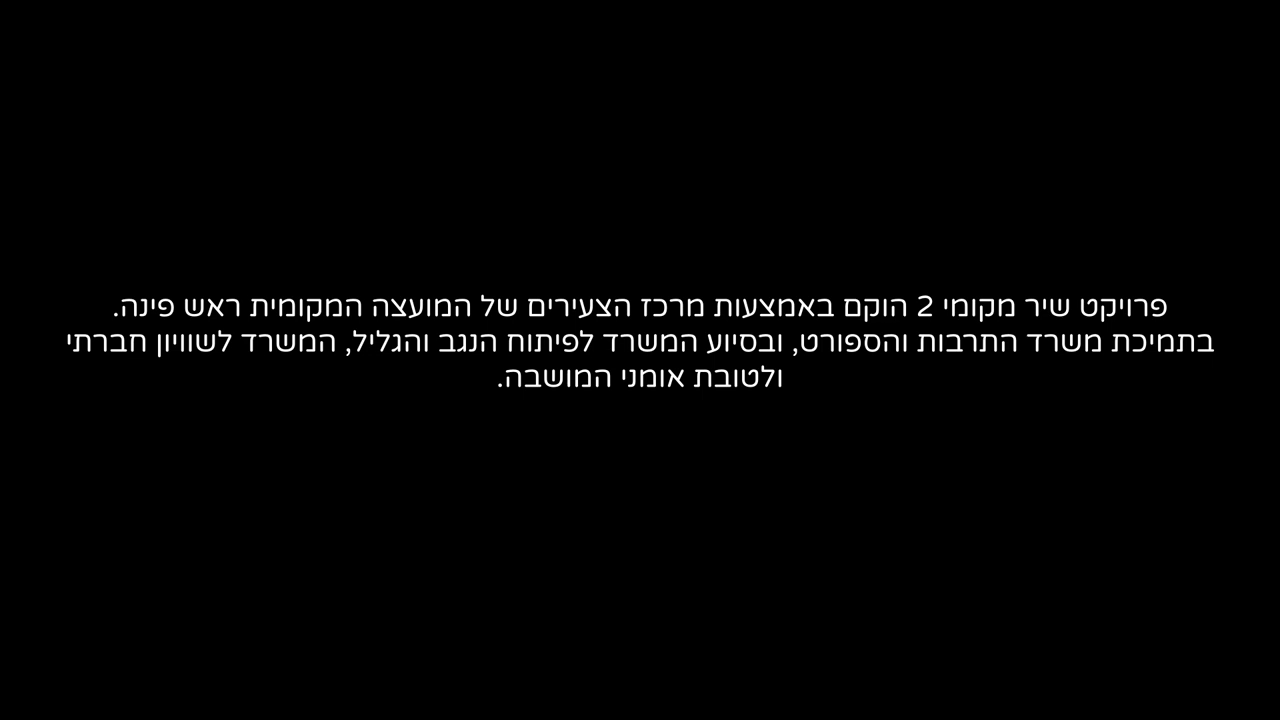 פרויקט שיר מקומי 2 הוקם באמצעות מרכז הצעירים של המועצה המקומית ראש פינה.
בתמיכת משרד התרבות והספורט, ובסיוע המשרד לפיתוח הנגב והגליל, המשרד לשוויון חברתי
ולטובת אומני המושבה.